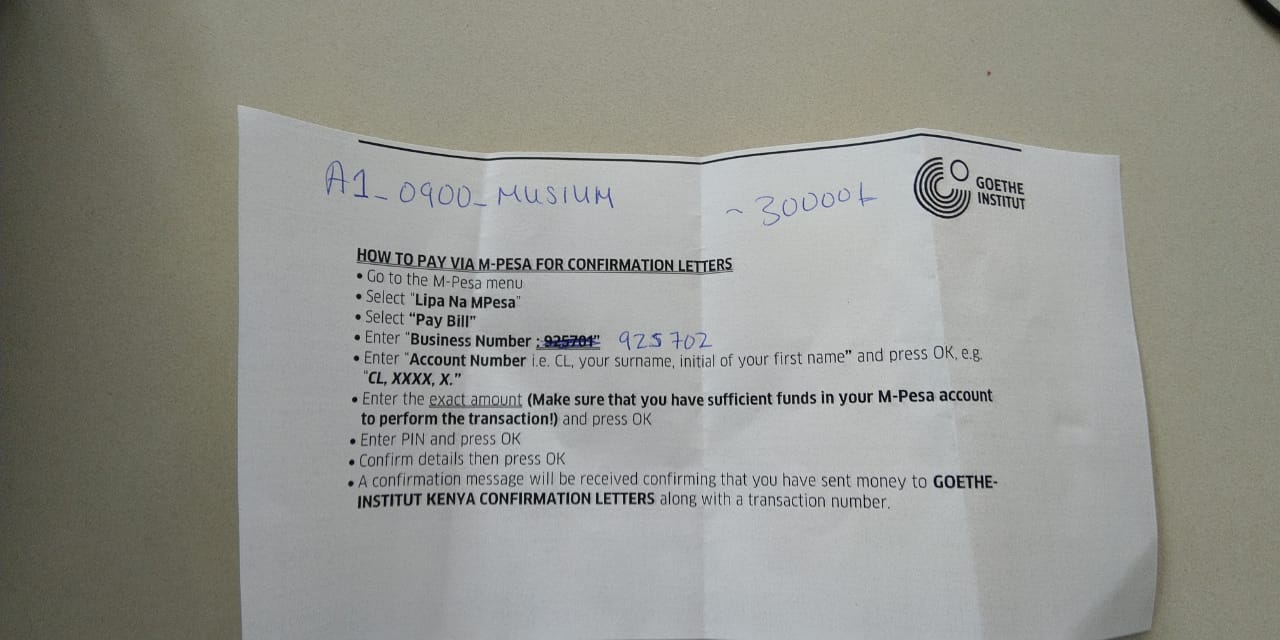 A1_0900_MUSIUM ~30000/-
GOETHE
INSTITUT
HOW TO PAY VIA M-PESA FOR CONFIRMATION LETTERS
• Go to the M-Pesa menu
• Select "Lipa Na MPesa"
• Select "Pay Bill"
• Enter "Business Number : 925701" 925702
• Enter "Account Number i.e. CL, your surname, initial of your first name" and press OK, e.g.
"CL, XXXX, X."
• Enter the exact amount (Make sure that you have sufficient funds in your M-Pesa account
to perform the transaction!) and press OK
• Enter PIN and press OK
• Confirm details then press OK
• A confirmation message will be received confirming that you have sent money to GOETHE-
INSTITUT KENYA CONFIRMATION LETTERS along with a transaction number.